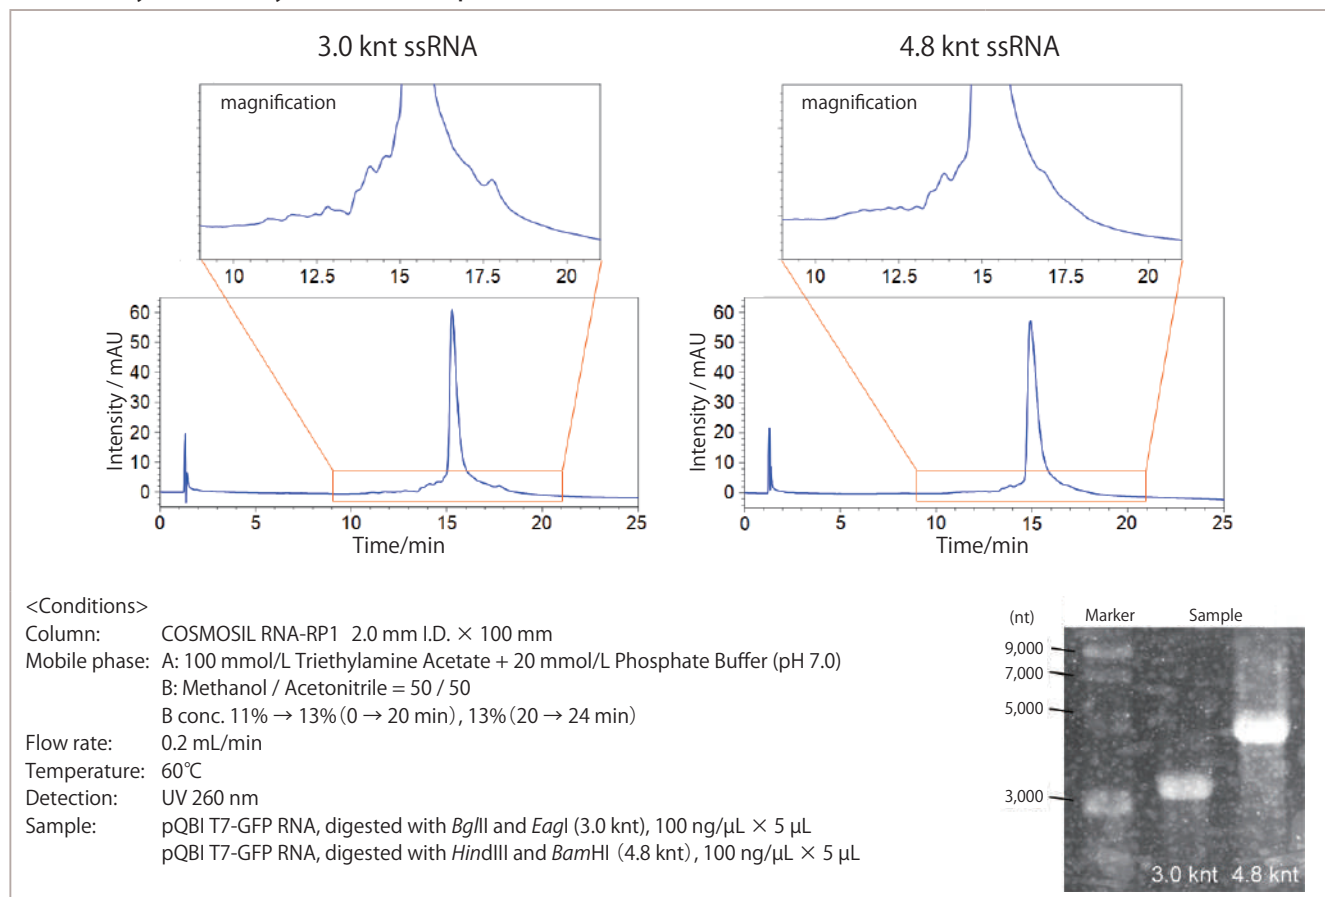 3.0 knt ssRNA
4.8 knt ssRNA
magnification
10 12.5 15 17.5 20
magnification
10 12.5 15 17.5 20
Intensity / mAU
60
50
40
30
20
10
0
0 5 10 15 20 25
Time/min
Intensity / mAU
60
50
40
30
20
10
0
0 5 10 15 20 25
Time/min
<Conditions>
Column: COSMOSIL RNA-RP1 2.0 mm I.D. × 100 mm
Mobile phase: A: 100 mmol/L Triethylamine Acetate + 20 mmol/L Phosphate Buffer (pH 7.0)
B: Methanol / Acetonitrile = 50 / 50
B conc. 11% → 13%(0 → 20 min), 13%(20 → 24 min)
Flow rate: 0.2 mL/min
Temperature: 60℃
Detection: UV 260 nm
Sample: pQBI T7-GFP RNA, digested with BglII and EagI (3.0 knt), 100 ng/μL × 5 μL
pQBI T7-GFP RNA, digested with HindIII and BamHI (4.8 knt), 100 ng/μL × 5 μL
(nt) Marker Sample
9,000
7,000
5,000
3,000
3.0 knt 4.8 knt